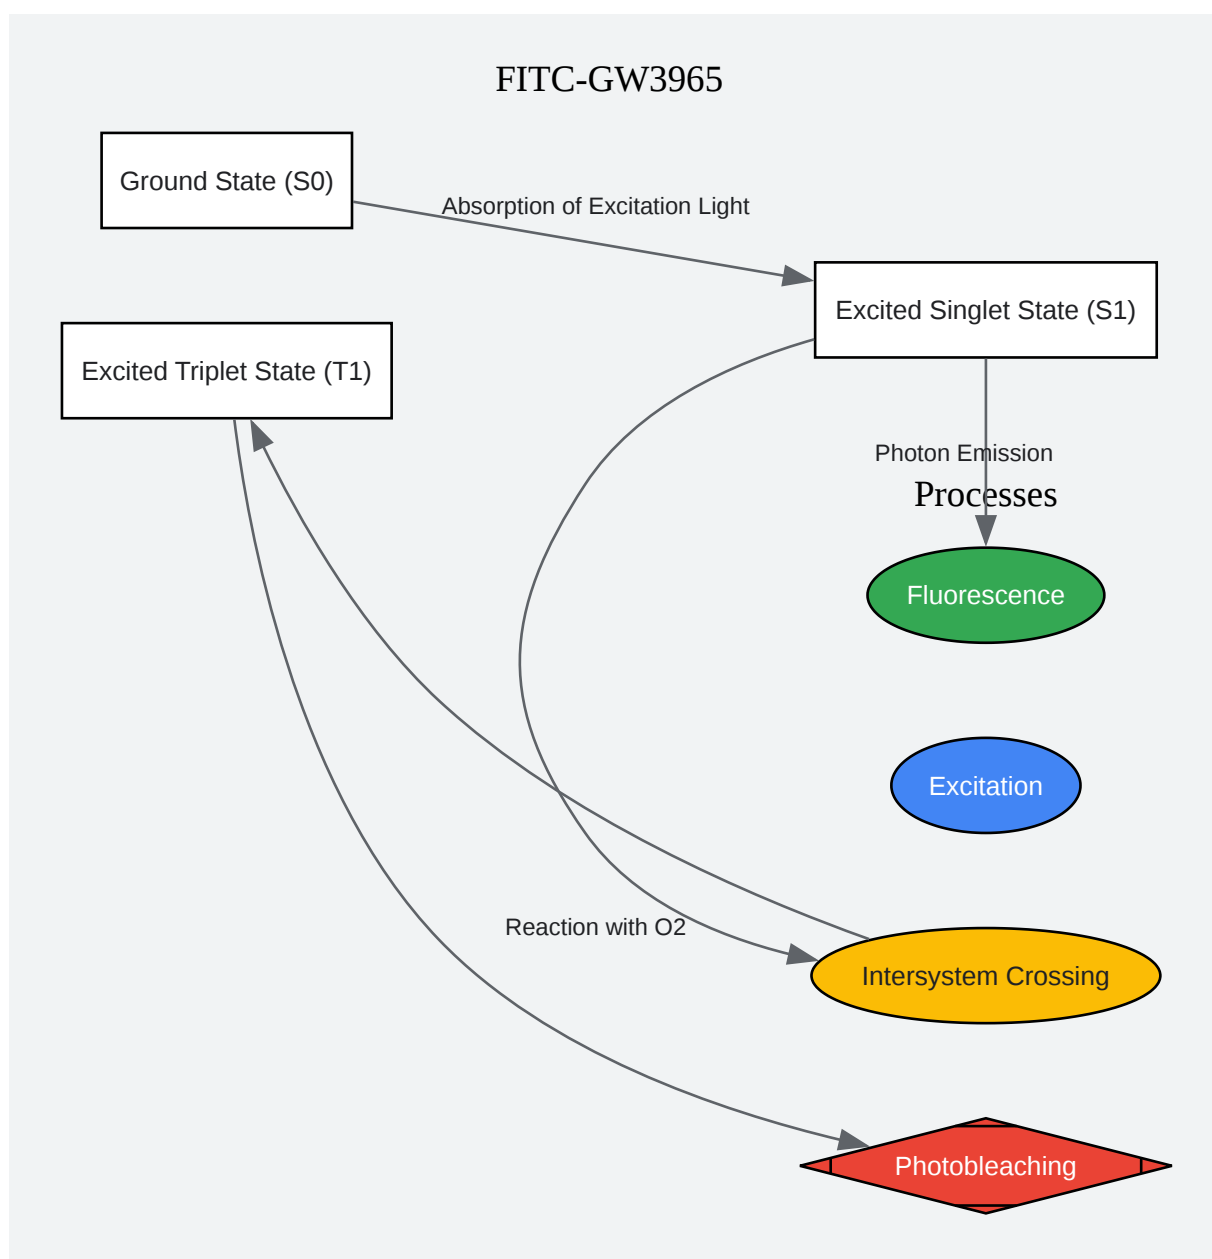 FITC-GW3965
Ground State (S0)
Absorption of Excitation Light
Excited Singlet State (S1)
Excited Triplet State (T1)
Photon Emission
Processes
Fluorescence
Excitation
Reaction with O2
Intersystem Crossing
Photobleaching